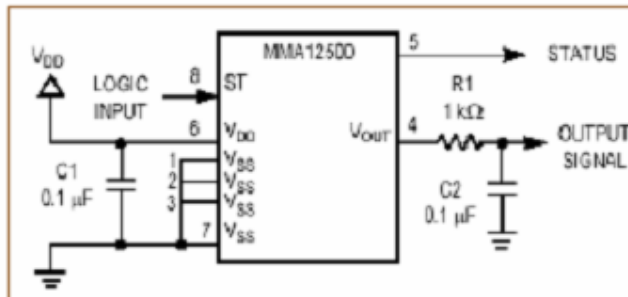 MMA1250D
5
STATUS
VDD
LOGIC
INPUT
8
ST
R1
1 kΩ
6
VDD
VOUT
4
OUTPUT
SIGNAL
1
VSS
C1
0.1 μF
2
VSS
3
VSS
C2
0.1 μF
7
VSS